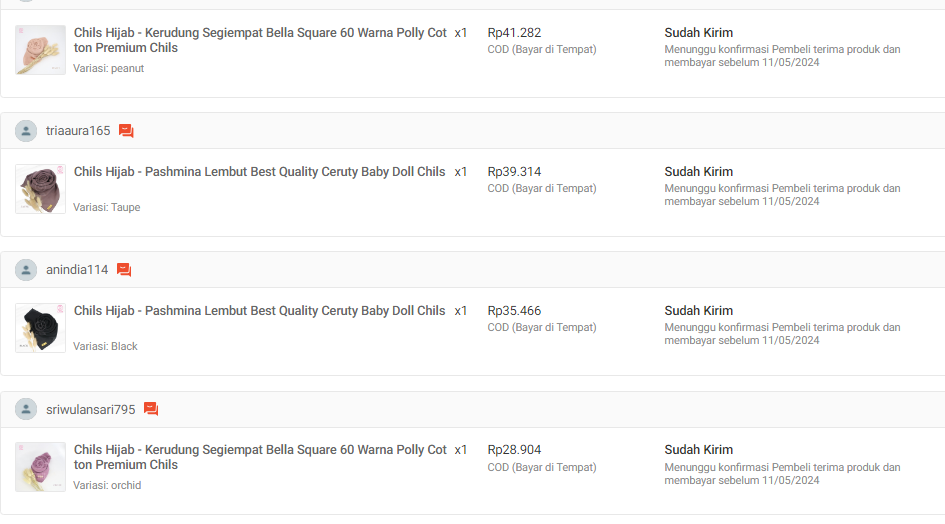 Chils Hijab - Kerudung Segiempat Bella Square 60 Warna Polly Cot x1 Rp41.282 Sudah Kirim
ton Premium Chils COD (Bayar di Tempat) Menunggu konfirmasi Pembeli terima produk dan
Variasi: peanut membayar sebelum 11/05/2024
triaaura165
Chils Hijab - Pashmina Lembut Best Quality Ceruty Baby Doll Chils x1 Rp39.314 Sudah Kirim
COD (Bayar di Tempat) Menunggu konfirmasi Pembeli terima produk dan
Variasi: Taupe membayar sebelum 11/05/2024
anindia114
Chils Hijab - Pashmina Lembut Best Quality Ceruty Baby Doll Chils x1 Rp35.466 Sudah Kirim
COD (Bayar di Tempat) Menunggu konfirmasi Pembeli terima produk dan
Variasi: Black membayar sebelum 11/05/2024
sriwulansari795
Chils Hijab - Kerudung Segiempat Bella Square 60 Warna Polly Cot x1 Rp28.904 Sudah Kirim
ton Premium Chils COD (Bayar di Tempat) Menunggu konfirmasi Pembeli terima produk dan
Variasi: orchid membayar sebelum 11/05/2024